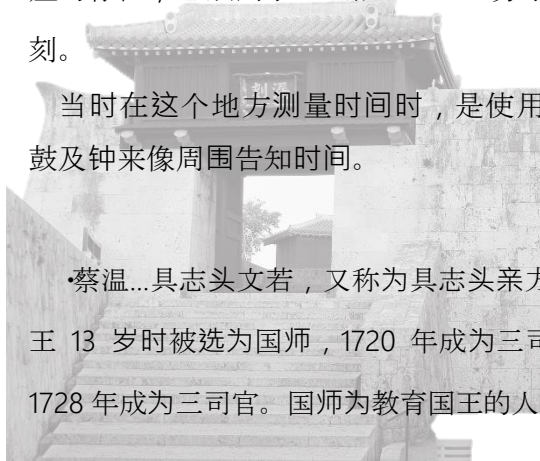 刻。
漏刻
当时在这个地方测量时间时，是使用
鼓及钟来像周围告知时间。
•蔡温...具志头文若，又称为具志头亲方
王 13 岁时被选为国师，1720 年成为三司
1728 年成为三司官。国师为教育国王的人